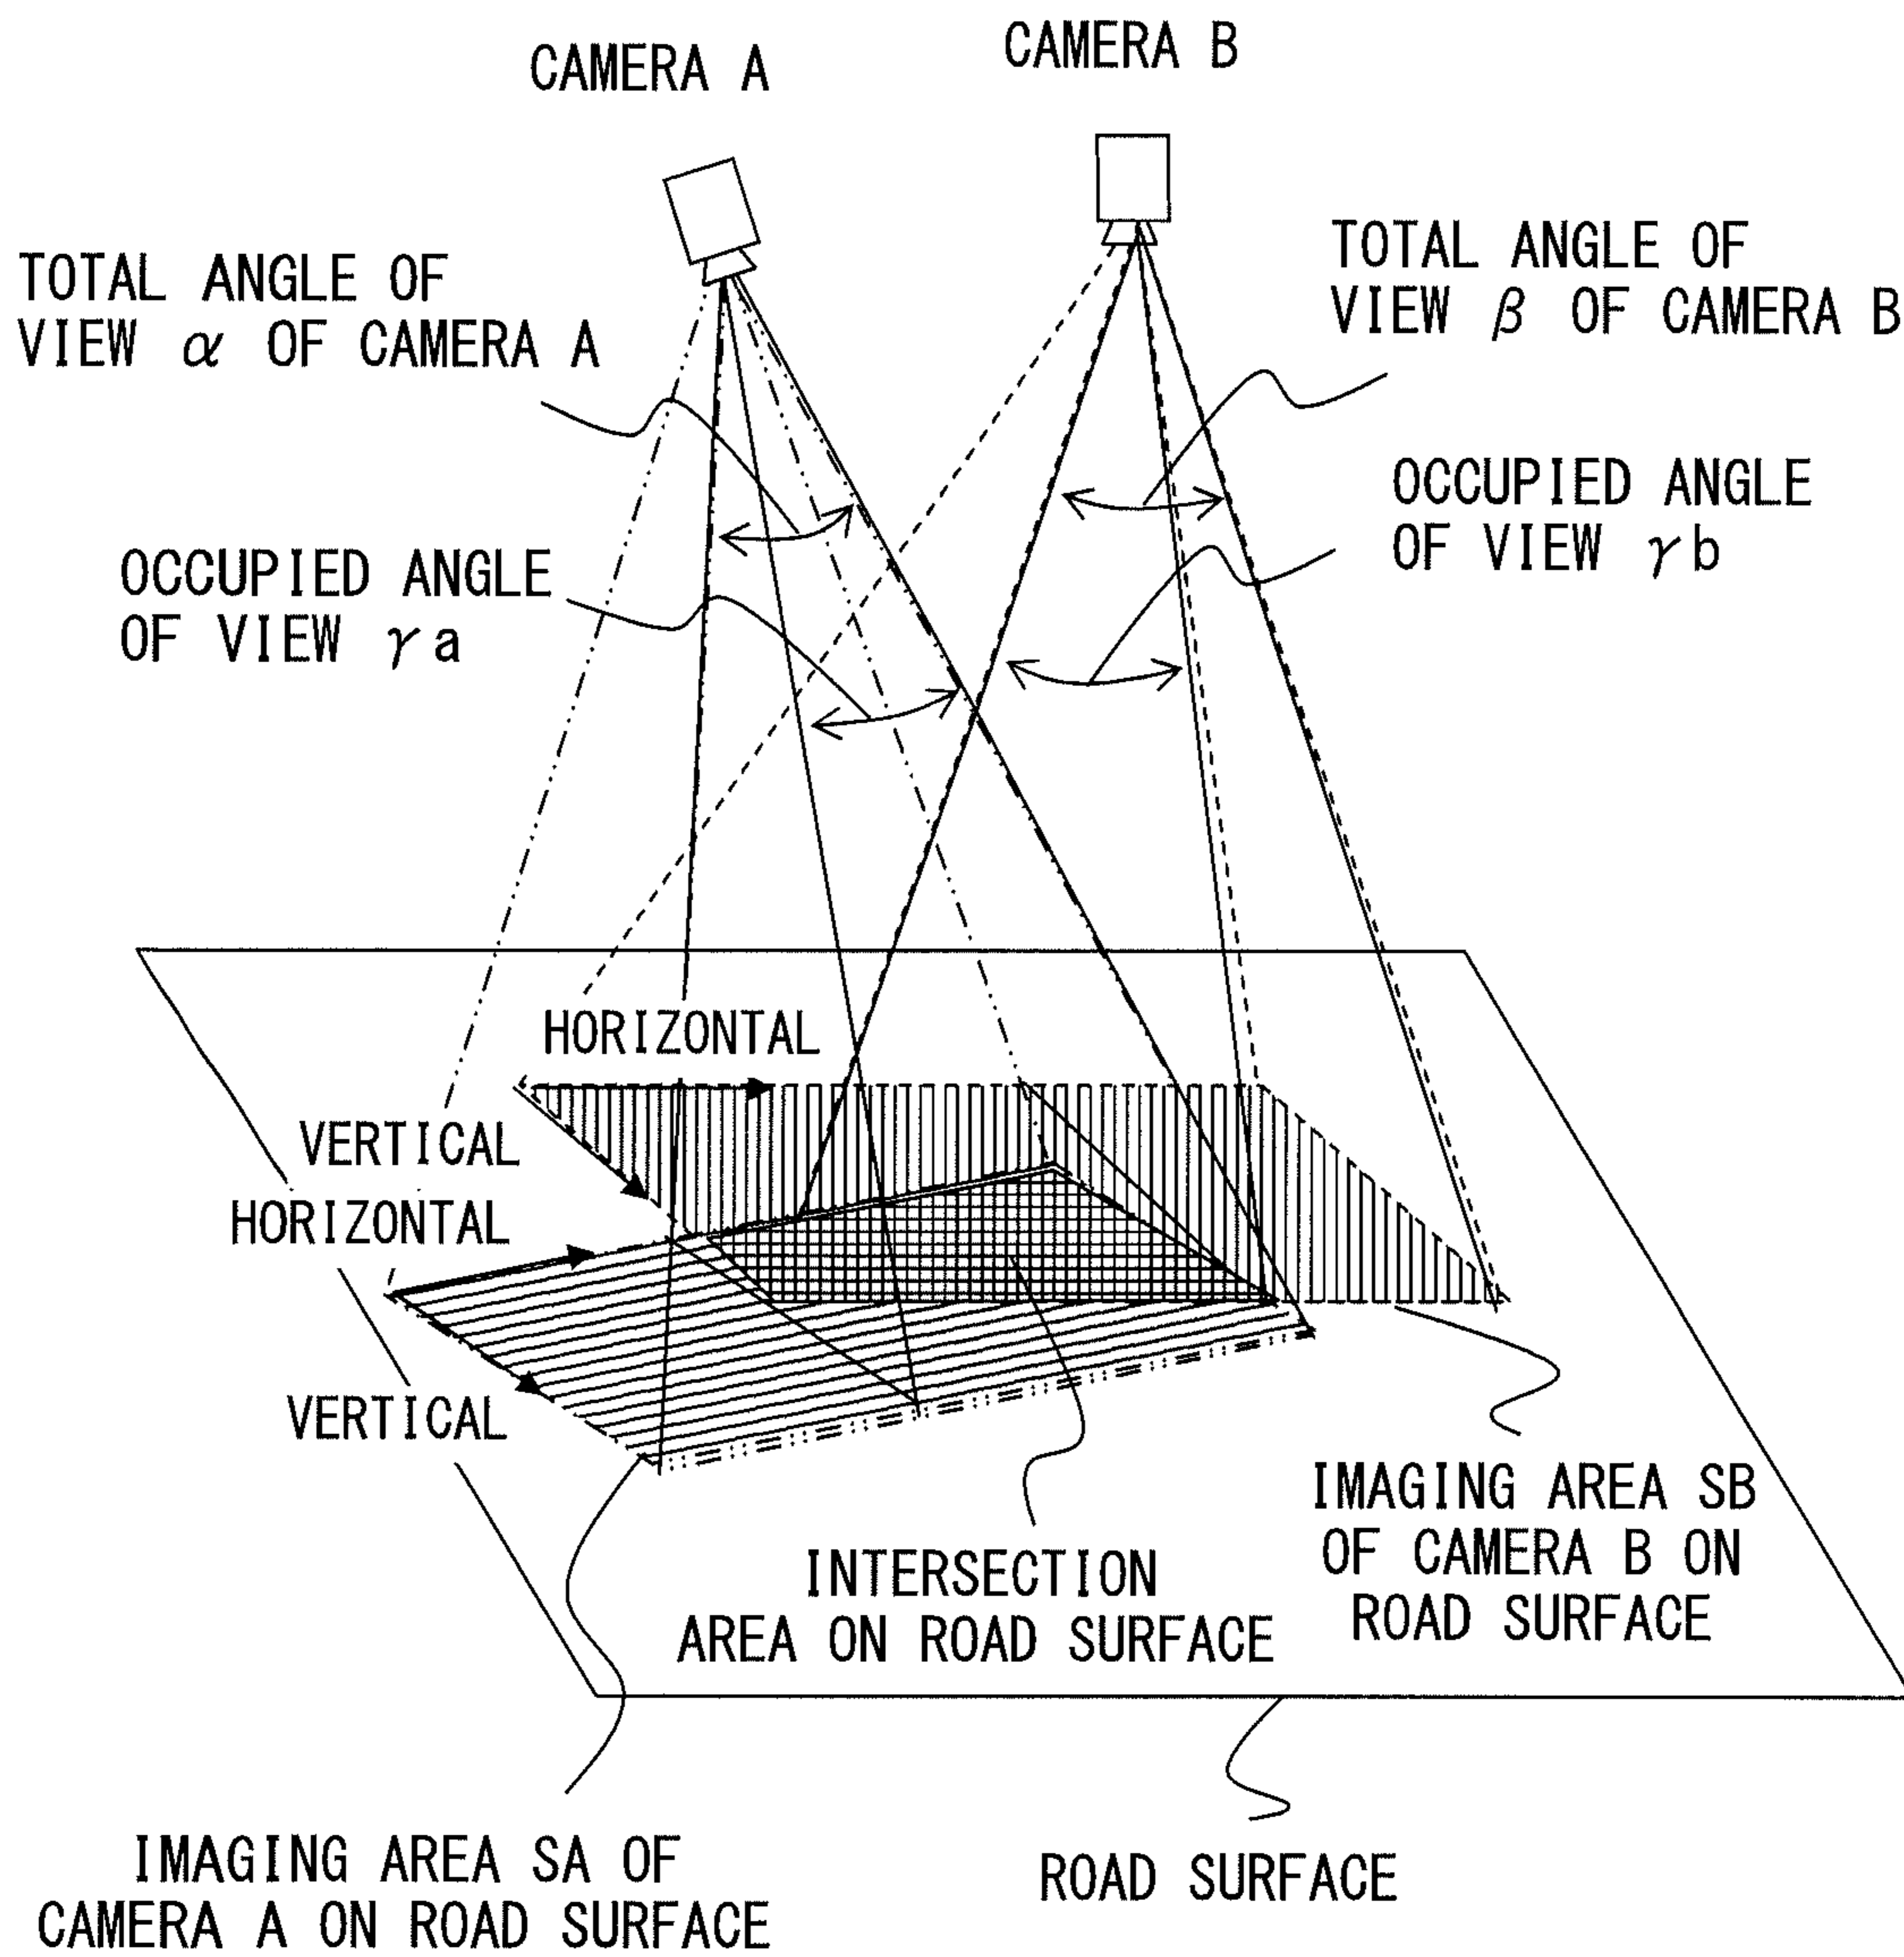 CAMERA A
CAMERA B
TOTAL ANGLE OF
VIEW α OF CAMERA A
TOTAL ANGLE OF
VIEW β OF CAMERA B
OCCUPIED ANGLE
OF VIEW γa
OCCUPIED ANGLE
OF VIEW γb
HORIZONTAL
VERTICAL
HORIZONTAL
VERTICAL
IMAGING AREA SB
OF CAMERA B ON
ROAD SURFACE
INTERSECTION
AREA ON ROAD SURFACE
IMAGING AREA SA OF
CAMERA A ON ROAD SURFACE
ROAD SURFACE